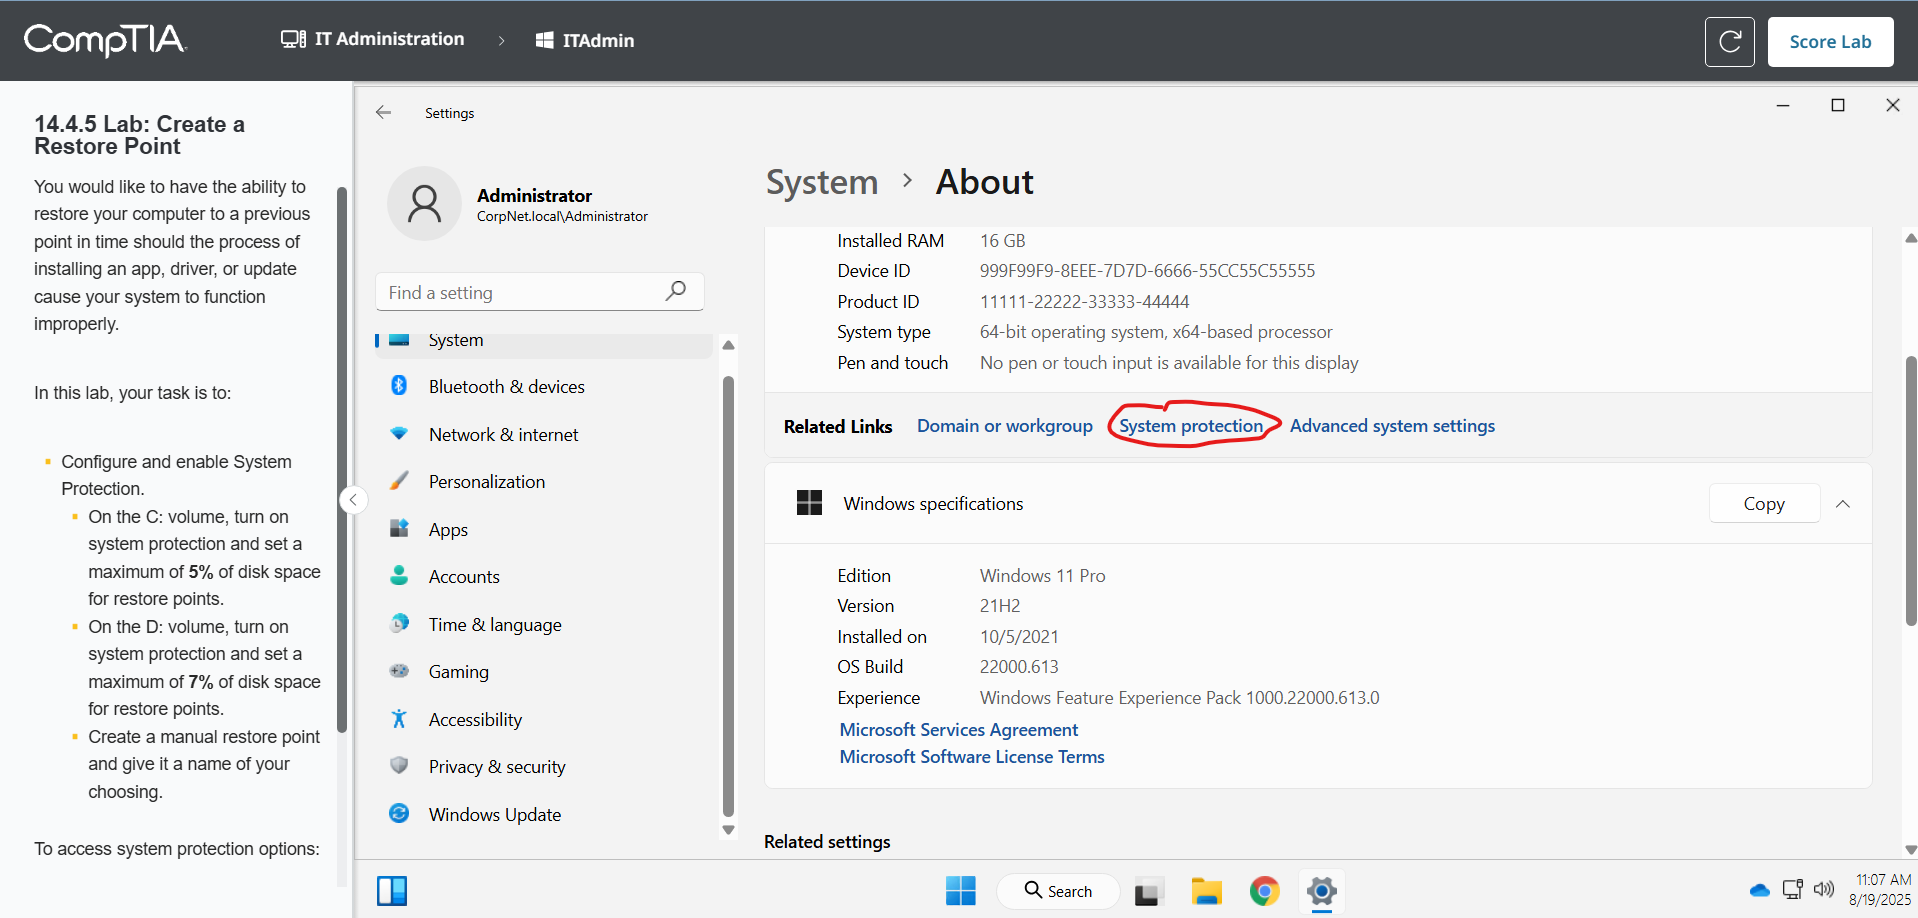 CompTIA.
IT Administration > ITAdmin
Score Lab
14.4.5 Lab: Create a
Restore Point
You would like to have the ability to
restore your computer to a previous
point in time should the process of
installing an app, driver, or update
cause your system to function
improperly.
In this lab, your task is to:
Configure and enable System
Protection.
On the C: volume, turn on
system protection and set a
maximum of 5% of disk space
for restore points.
On the D: volume, turn on
system protection and set a
maximum of 7% of disk space
for restore points.
Create a manual restore point
and give it a name of your
choosing.
To access system protection options:
Settings
Administrator
CorpNet.local\Administrator
Find a setting
System
Bluetooth & devices
Network & internet
Personalization
Apps
Accounts
Time & language
Gaming
Accessibility
Privacy & security
Windows Update
System > About
Installed RAM 16 GB
Device ID 999F99F9-8EEE-7D7D-6666-55CC55C55555
Product ID 11111-22222-33333-44444
System type 64-bit operating system, x64-based processor
Pen and touch No pen or touch input is available for this display
Related Links Domain or workgroup System protection Advanced system settings
Windows specifications Copy
Edition Windows 11 Pro
Version 21H2
Installed on 10/5/2021
OS Build 22000.613
Experience Windows Feature Experience Pack 1000.22000.613.0
Microsoft Services Agreement
Microsoft Software License Terms
Related settings
Search
11:07 AM
8/19/2025